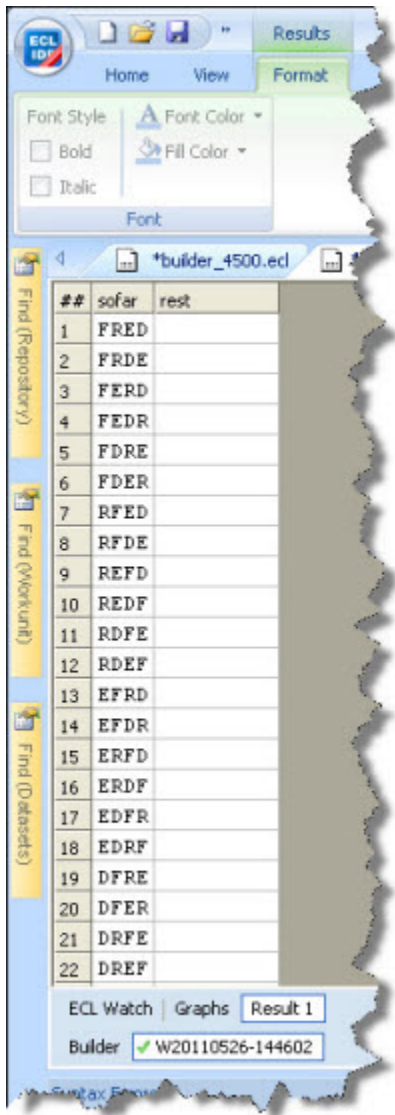 ECL IDE
Results
Home View Format
Font Style Font Color
Bold Fill Color
Italic
Font
*builder_4500.ecl
Find (Repository)
Find (Workunit)
Find (Datasets)
## sofar rest
1 FRED
2 FRDE
3 FERD
4 FEDR
5 FDRE
6 FDER
7 RFED
8 RFDE
9 REFD
10 REDF
11 RDFE
12 RDEF
13 EFRD
14 EFDR
15 ERFD
16 ERDF
17 EDFR
18 EDRF
19 DFRE
20 DFER
21 DRFE
22 DREF
ECL Watch Graphs Result 1
Builder W20110526-144602